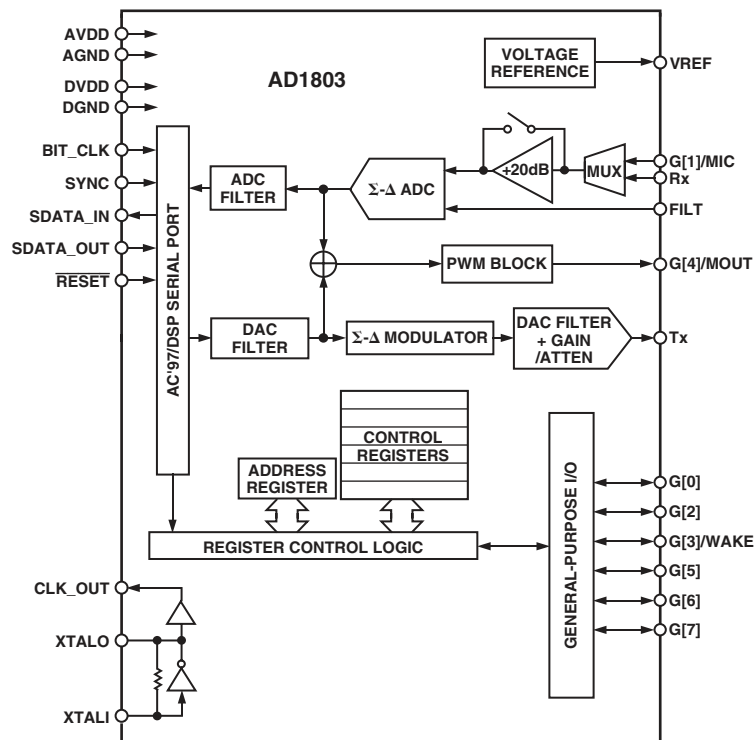 AVDD
AGND
DVDD
DGND
BIT_CLK
SYNC
SDATA_IN
SDATA_OUT
RESET
AC'97/DSP SERIAL PORT
AD1803
VOLTAGE
REFERENCE
VREF
ADC
FILTER
Σ-Δ ADC
+20dB
MUX
G[1]/MIC
Rx
FILT
PWM BLOCK
G[4]/MOUT
DAC
FILTER
Σ-Δ MODULATOR
DAC FILTER
+ GAIN
/ATTEN
Tx
CONTROL
REGISTERS
ADDRESS
REGISTER
REGISTER CONTROL LOGIC
GENERAL-PURPOSE I/O
G[0]
G[2]
G[3]/WAKE
G[5]
G[6]
G[7]
CLK_OUT
XTALO
XTALI